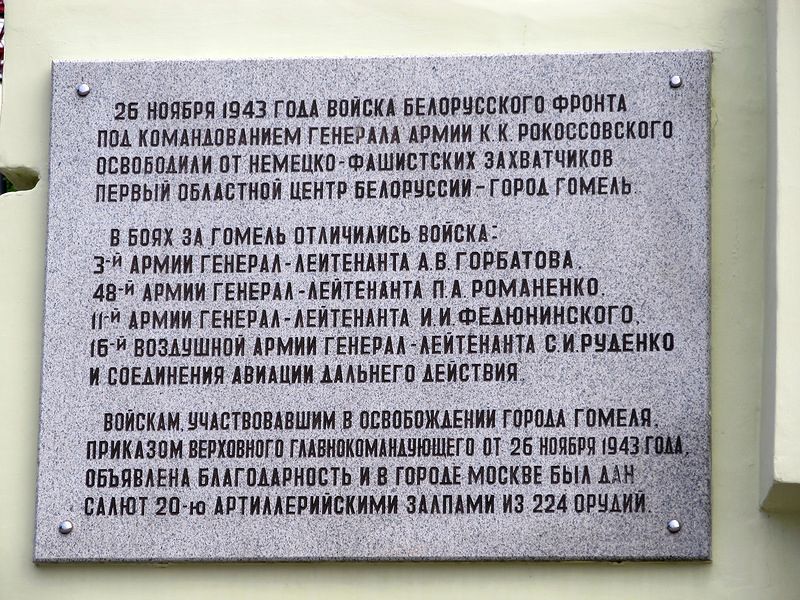 26 НОЯБРЯ 1943 ГОДА ВОЙСКА БЕЛОРУССКОГО ФРОНТА
ПОД КОМАНДОВАНИЕМ ГЕНЕРАЛА АРМИИ К.К. РОКОССОВСКОГО
ОСВОБОДИЛИ ОТ НЕМЕЦКО-ФАШИСТСКИХ ЗАХВАТЧИКОВ
ПЕРВЫЙ ОБЛАСТНОЙ ЦЕНТР БЕЛОРУССИИ - ГОРОД ГОМЕЛЬ.
В БОЯХ ЗА ГОМЕЛЬ ОТЛИЧИЛИСЬ ВОЙСКА:
3-Й АРМИИ ГЕНЕРАЛ-ЛЕЙТЕНАНТА А.В. ГОРБАТОВА,
48-Й АРМИИ ГЕНЕРАЛ-ЛЕЙТЕНАНТА П.А. РОМАНЕНКО,
11-Й АРМИИ ГЕНЕРАЛ-ЛЕЙТЕНАНТА И.И. ФЕДЮНИНСКОГО,
16-Й ВОЗДУШНОЙ АРМИИ ГЕНЕРАЛ-ЛЕЙТЕНАНТА С.И. РУДЕНКО
И СОЕДИНЕНИЯ АВИАЦИИ ДАЛЬНЕГО ДЕЙСТВИЯ.
ВОЙСКАМ, УЧАСТВОВАВШИМ В ОСВОБОЖДЕНИИ ГОРОДА ГОМЕЛЯ,
ПРИКАЗОМ ВЕРХОВНОГО ГЛАВНОКОМАНДУЮЩЕГО ОТ 26 НОЯБРЯ 1943 ГОДА,
ОБЪЯВЛЕНА БЛАГОДАРНОСТЬ И В ГОРОДЕ МОСКВЕ БЫЛ ДАН
САЛЮТ 20-Ю АРТИЛЛЕРИЙСКИМИ ЗАЛПАМИ ИЗ 224 ОРУДИЙ.